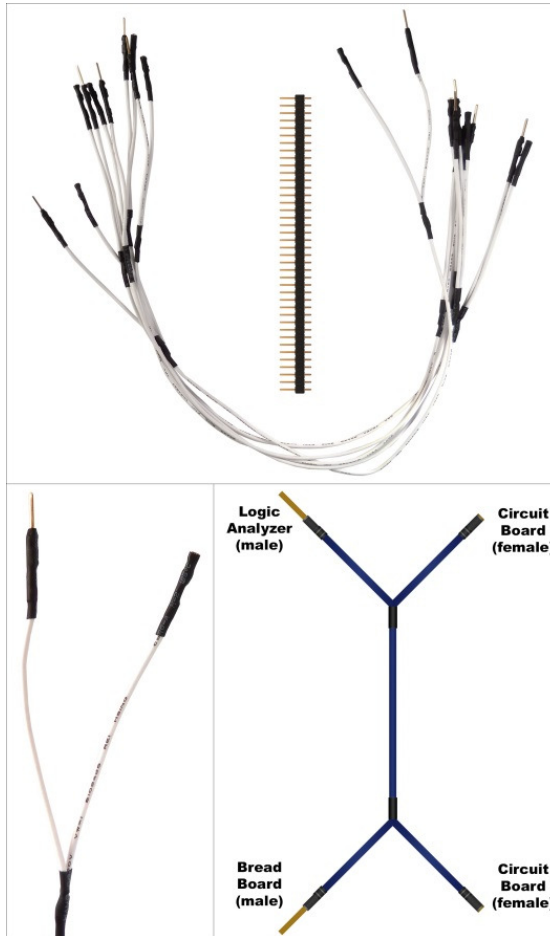 Logic
Analyzer
(male)
Circuit
Board
(female)
Bread
Board
(male)
Circuit
Board
(female)